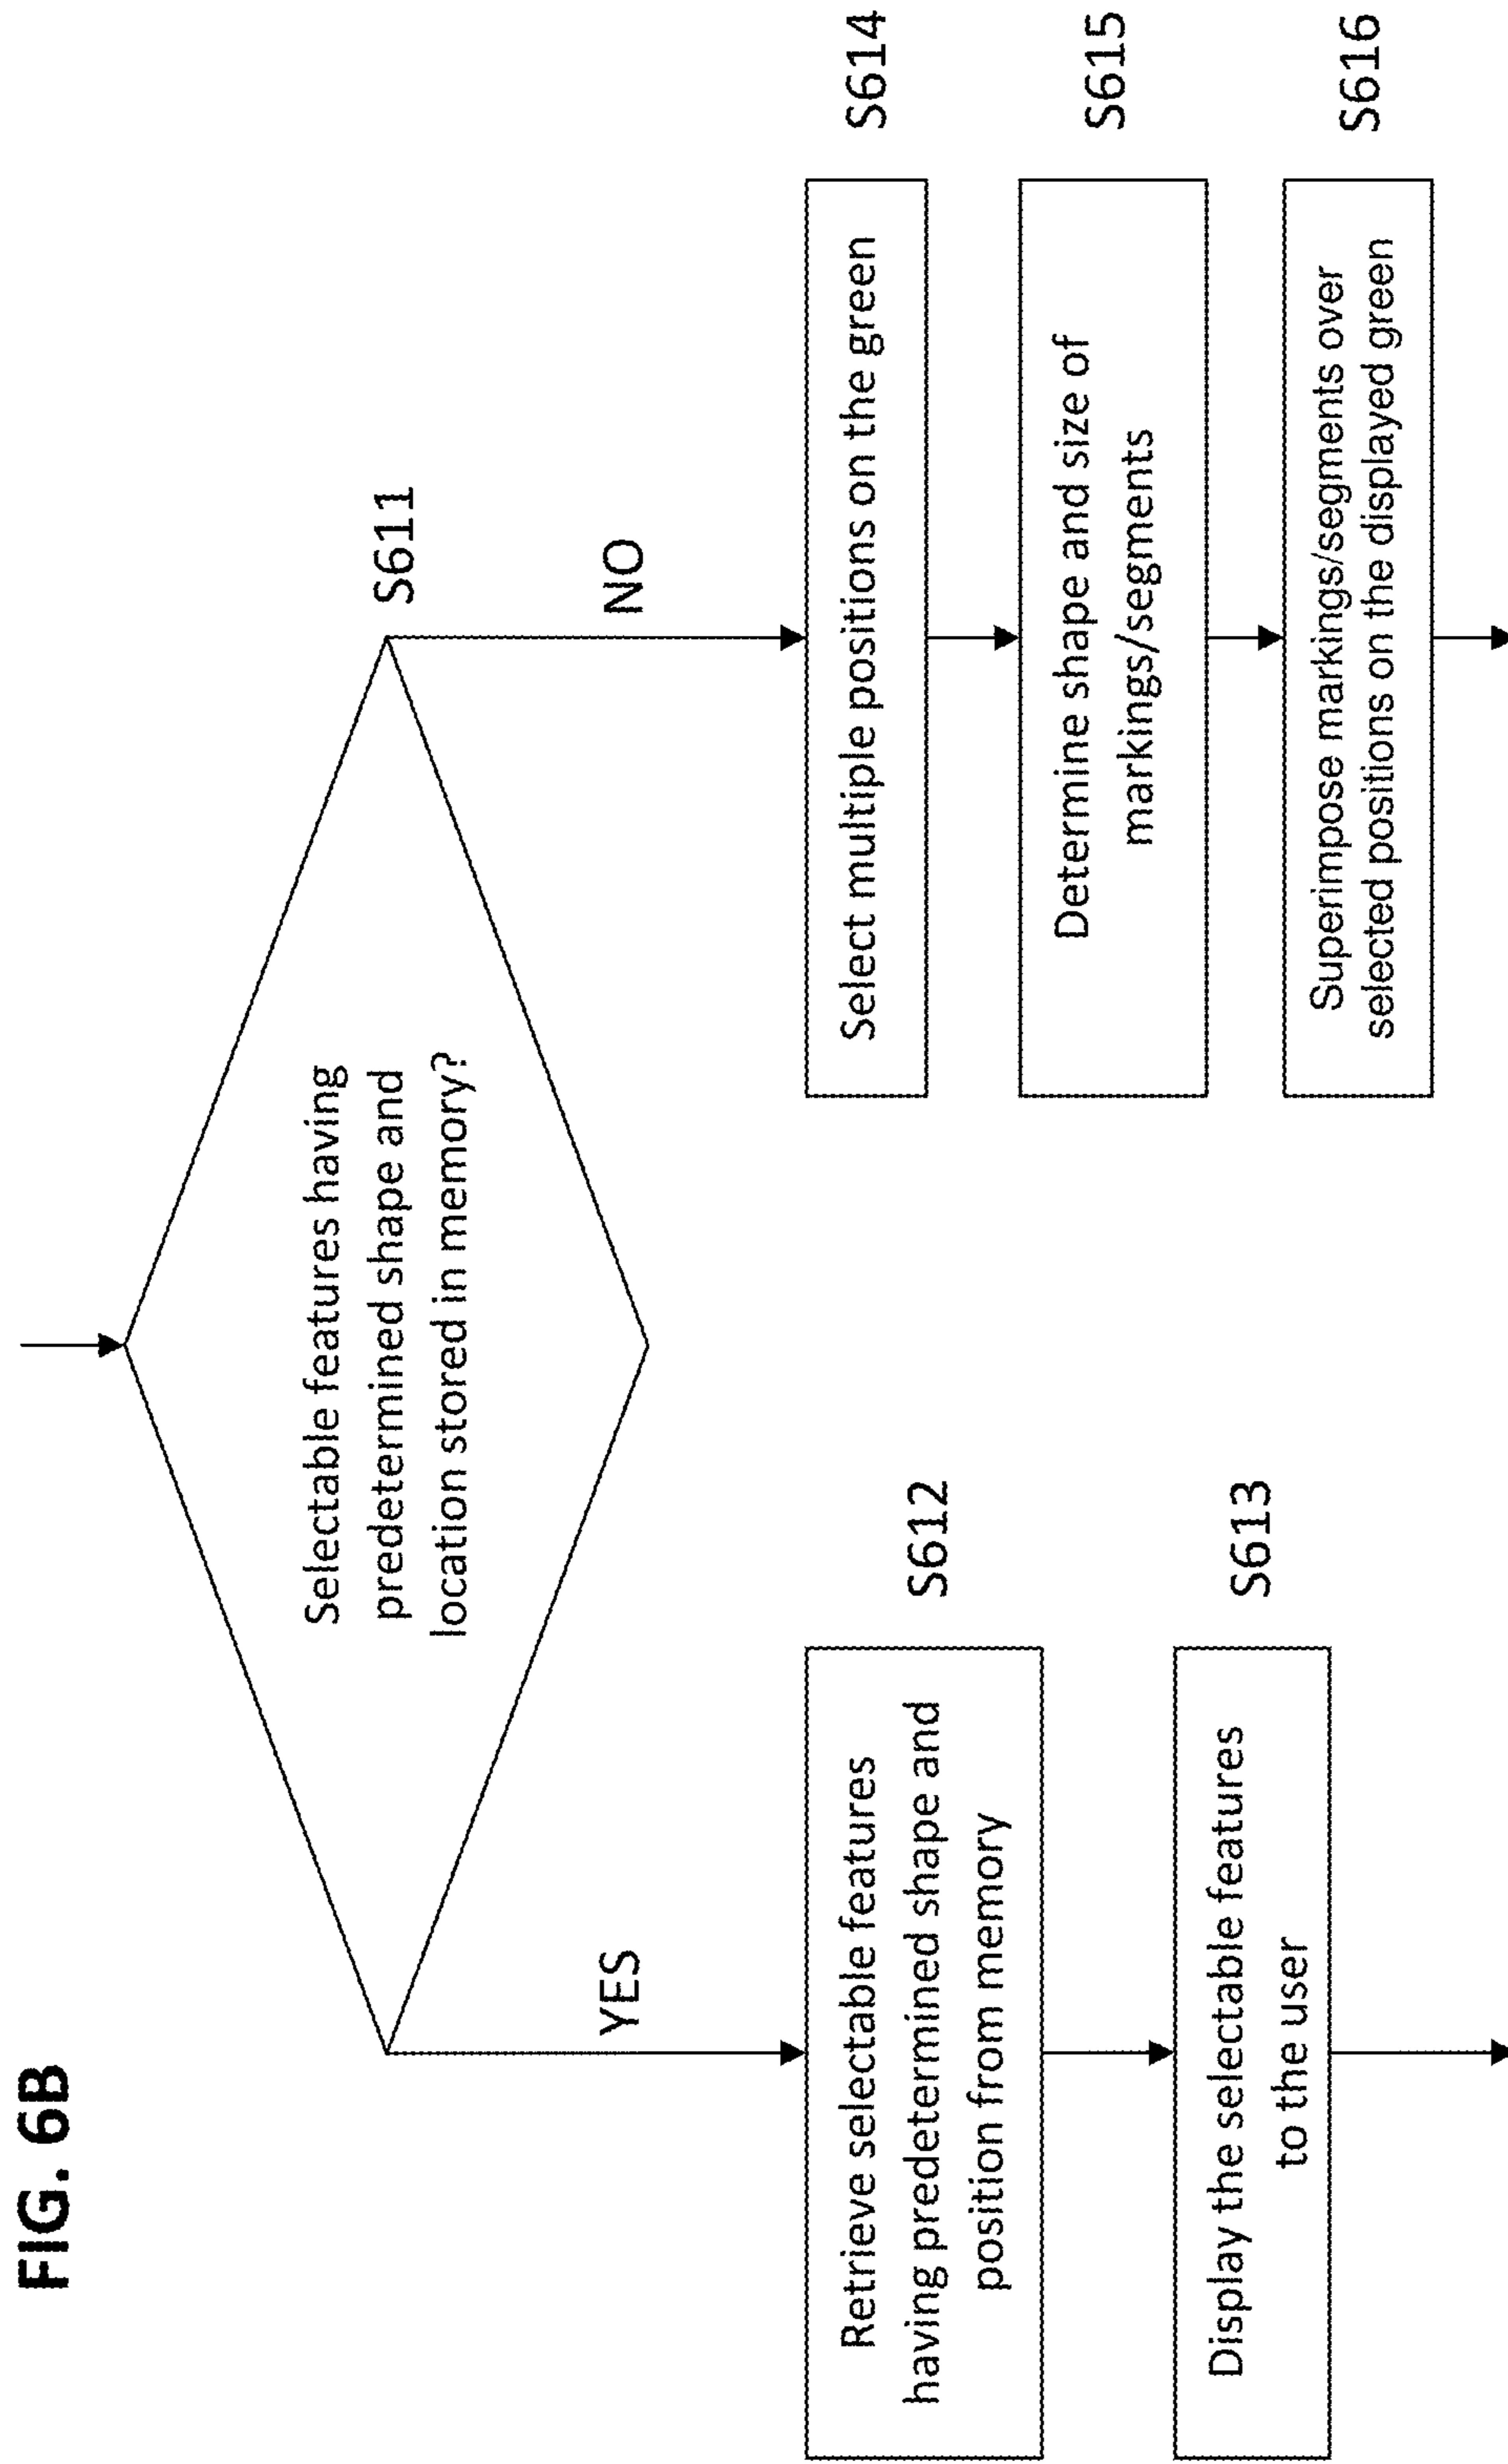 FIG. 6B
Selectable features having
predetermined shape and
location stored in memory?
S611
YES
NO
Retrieve selectable features
having predetermined shape and
position from memory
S612
Display the selectable features
to the user
S613
Select multiple positions on the green
S614
Determine shape and size of
markings/segments
S615
Superimpose markings/segments over
selected positions on the displayed green
S616